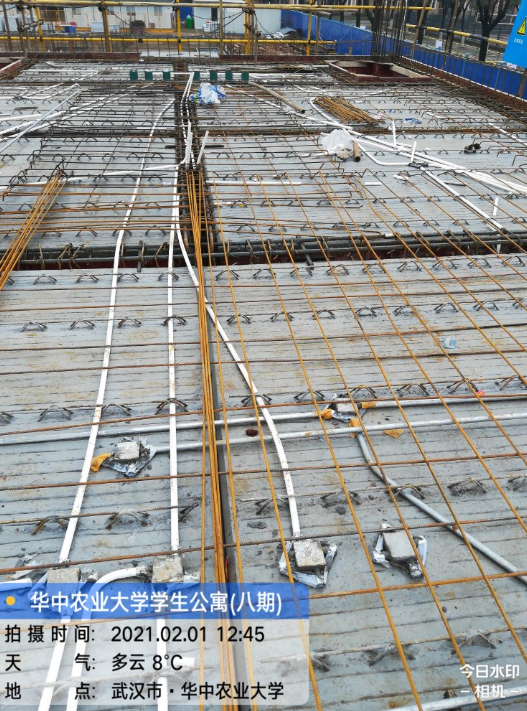 华中农业大学学生公寓(八期)
拍摄时间: 2021.02.01 12:45
天 气: 多云 8℃
地 点: 武汉市·华中农业大学
今日水印
-相机-